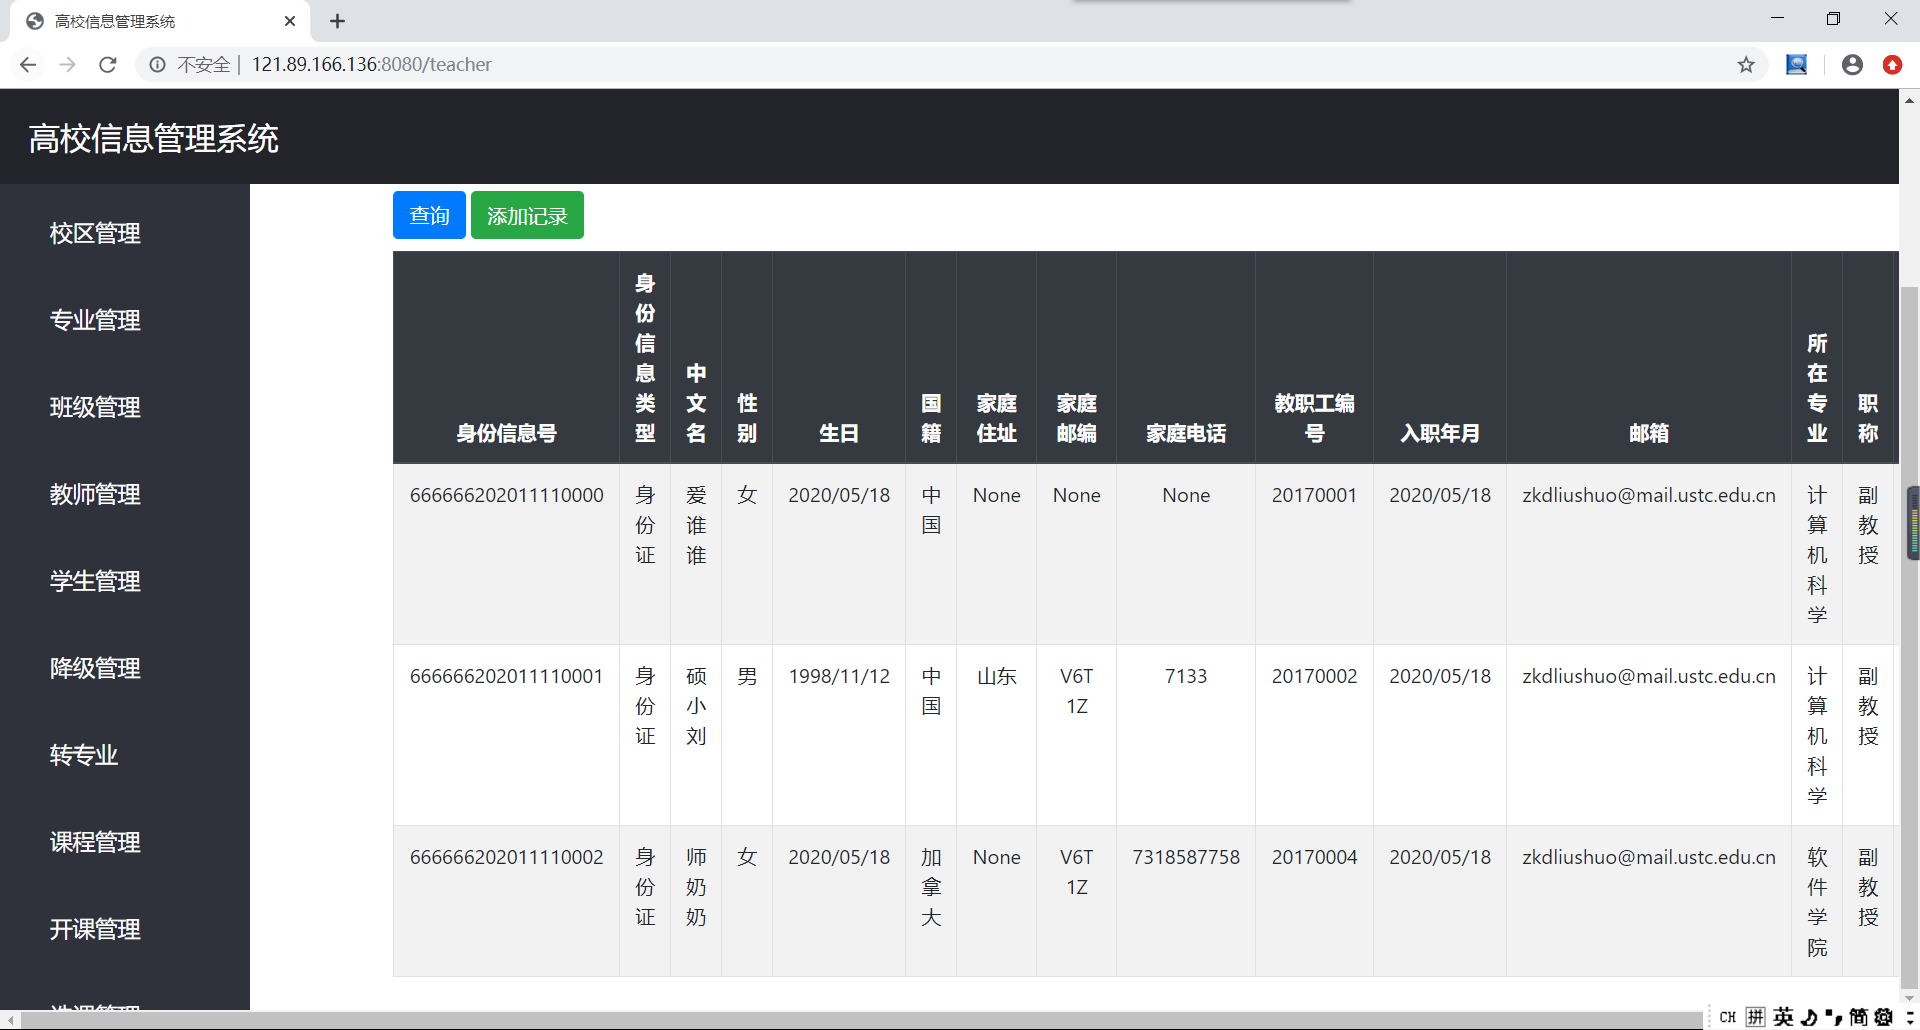 高校信息管理系统
不安全 | 121.89.166.136:8080/teacher
高校信息管理系统
校区管理
专业管理
班级管理
教师管理
学生管理
降级管理
转专业
课程管理
开课管理
选课管理
查询 添加记录
身份信息号 身份信息类型 中文名 性别 生日 国籍 家庭住址 家庭邮编 家庭电话 教职工编号 入职年月 邮箱 所在专业 职称
666666202011110000 身份证 爱谁谁 女 2020/05/18 中国 None None None 20170001 2020/05/18 zkdliushuo@mail.ustc.edu.cn 计算机科学 副教授
666666202011110001 身份证 硕小刘 男 1998/11/12 中国 山东 V6T 1Z 7133 20170002 2020/05/18 zkdliushuo@mail.ustc.edu.cn 计算机科学 副教授
666666202011110002 身份证 师奶奶 女 2020/05/18 加拿大 None V6T 1Z 7318587758 20170004 2020/05/18 zkdliushuo@mail.ustc.edu.cn 软件学院 副教授
CH 拼 英 简